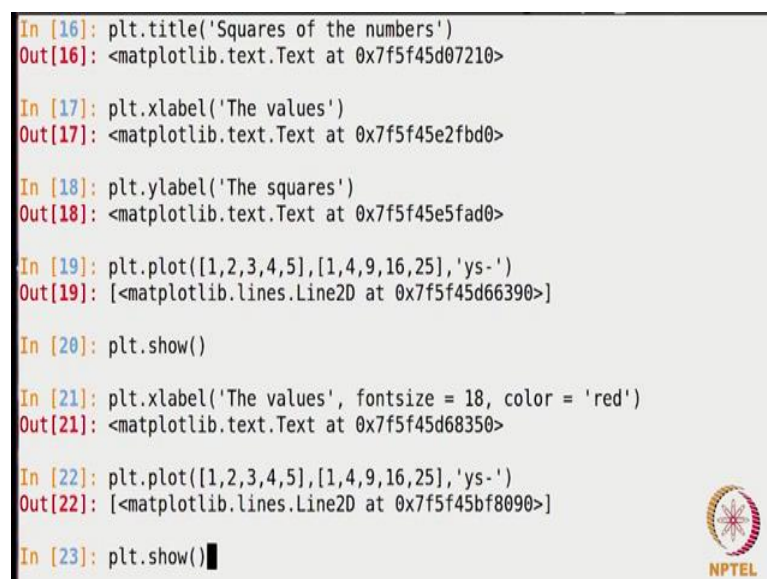 In [16]: plt.title('Squares of the numbers')
Out[16]: <matplotlib.text.Text at 0x7f5f45d07210>
In [17]: plt.xlabel('The values')
Out[17]: <matplotlib.text.Text at 0x7f5f45e2fbd0>
In [18]: plt.ylabel('The squares')
Out[18]: <matplotlib.text.Text at 0x7f5f45e5fad0>
In [19]: plt.plot([1,2,3,4,5],[1,4,9,16,25],'ys-')
Out[19]: [<matplotlib.lines.Line2D at 0x7f5f45d66390>]
In [20]: plt.show()
In [21]: plt.xlabel('The values', fontsize = 18, color = 'red')
Out[21]: <matplotlib.text.Text at 0x7f5f45d68350>
In [22]: plt.plot([1,2,3,4,5],[1,4,9,16,25],'ys-')
Out[22]: [<matplotlib.lines.Line2D at 0x7f5f45bf8090>]
In [23]: plt.show()
NPTEL